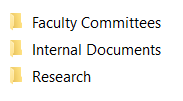 Faculty Committees
Internal Documents
Research